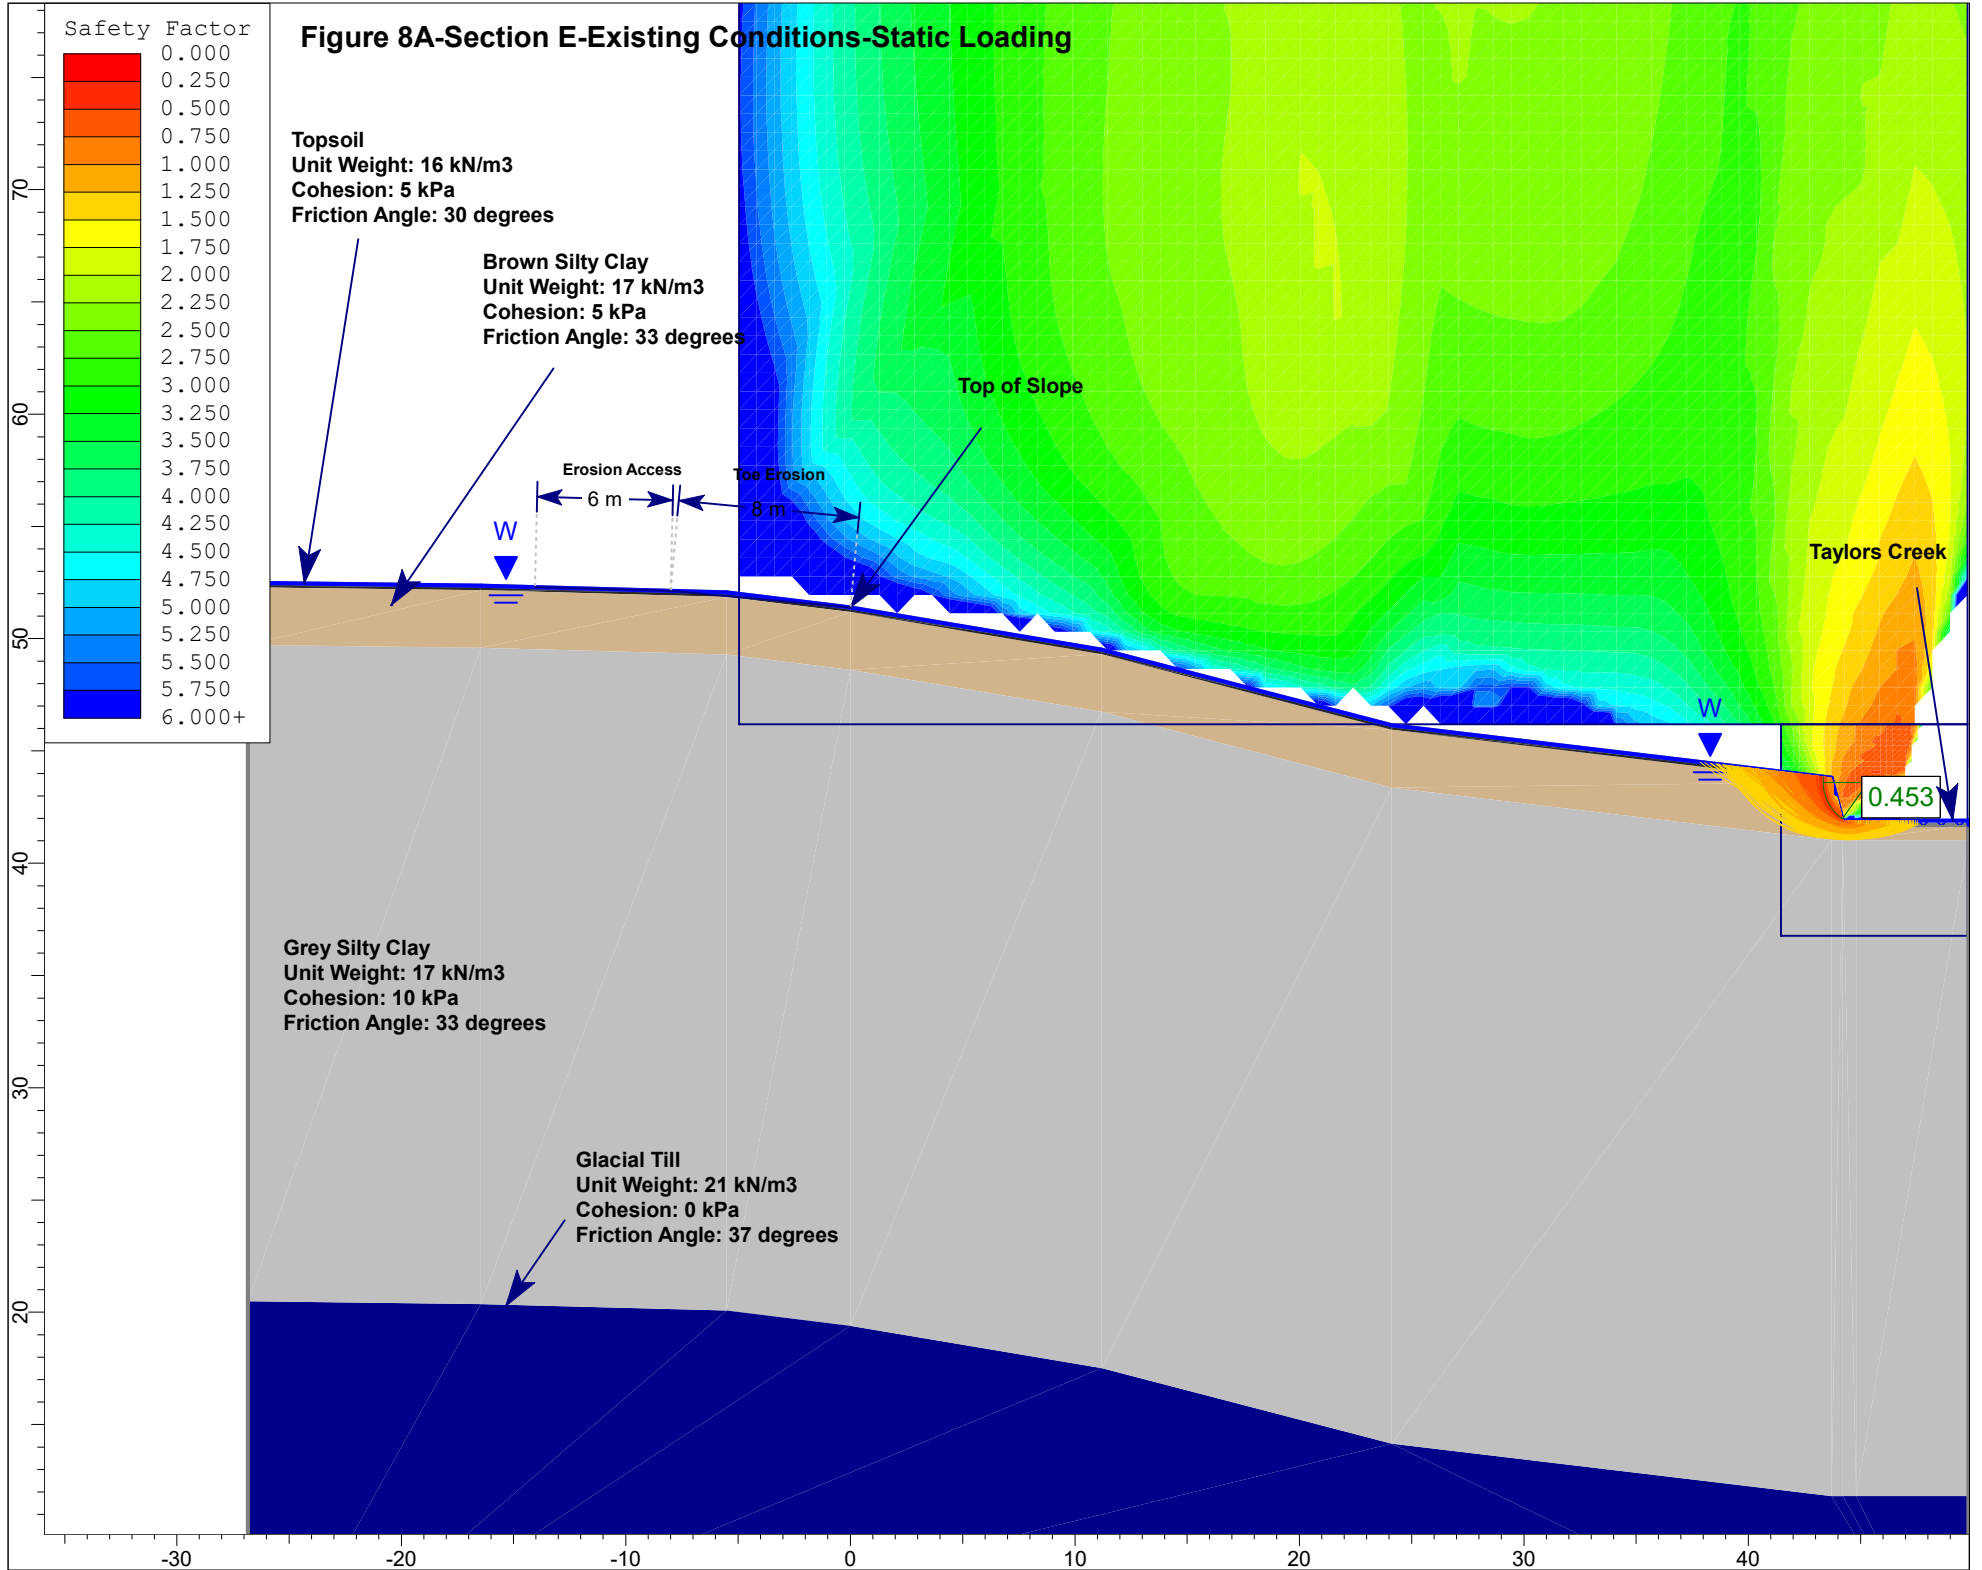 Safety Factor
0.000
0.250
0.500
0.750
1.000
1.250
1.500
1.750
2.000
2.250
2.500
2.750
3.000
3.250
3.500
3.750
4.000
4.250
4.500
4.750
5.000
5.250
5.500
5.750
6.000+
Figure 8A-Section E-Existing Conditions-Static Loading
Topsoil
Unit Weight: 16 kN/m3
Cohesion: 5 kPa
Friction Angle: 30 degrees
Brown Silty Clay
Unit Weight: 17 kN/m3
Cohesion: 5 kPa
Friction Angle: 33 degrees
Top of Slope
Erosion Access
6 m
Toe Erosion
8 m
W
Taylors Creek
W
0.453
Grey Silty Clay
Unit Weight: 17 kN/m3
Cohesion: 10 kPa
Friction Angle: 33 degrees
Glacial Till
Unit Weight: 21 kN/m3
Cohesion: 0 kPa
Friction Angle: 37 degrees
70
60
50
40
30
20
-30
-20
-10
0
10
20
30
40